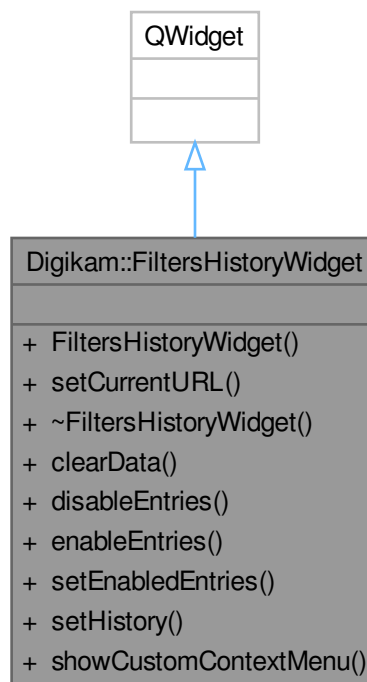 QWidget
Digikam::FiltersHistoryWidget
+ FiltersHistoryWidget()
+ setCurrentURL()
+ ~FiltersHistoryWidget()
+ clearData()
+ disableEntries()
+ enableEntries()
+ setEnabledEntries()
+ setHistory()
+ showCustomContextMenu()